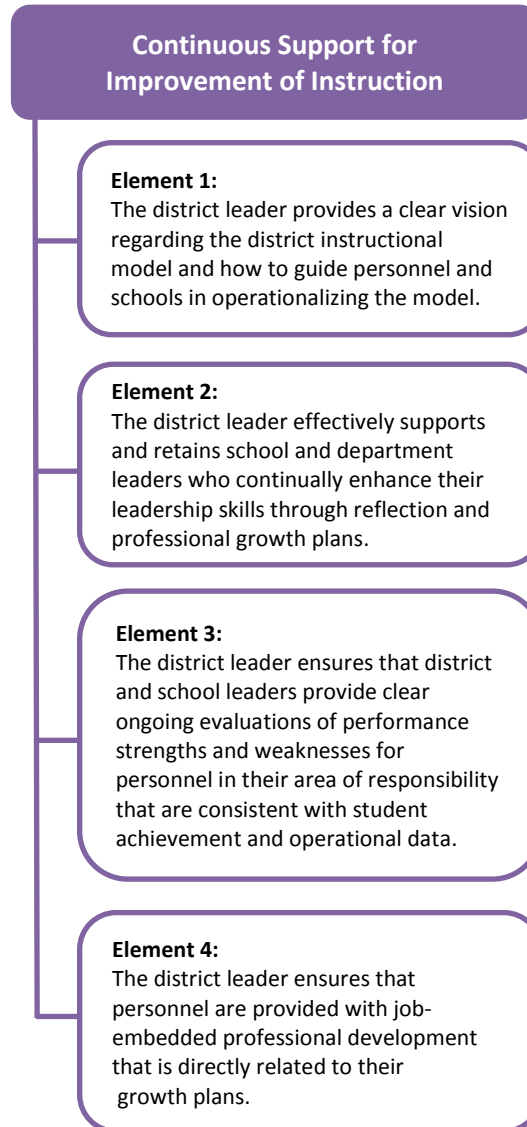 Continuous Support for
Improvement of Instruction
Element 1:
The district leader provides a clear vision
regarding the district instructional
model and how to guide personnel and
schools in operationalizing the model.
Element 2:
The district leader effectively supports
and retains school and department
leaders who continually enhance their
leadership skills through reflection and
professional growth plans.
Element 3:
The district leader ensures that district
and school leaders provide clear
ongoing evaluations of performance
strengths and weaknesses for
personnel in their area of responsibility
that are consistent with student
achievement and operational data.
Element 4:
The district leader ensures that
personnel are provided with job-
embedded professional development
that is directly related to their
growth plans.